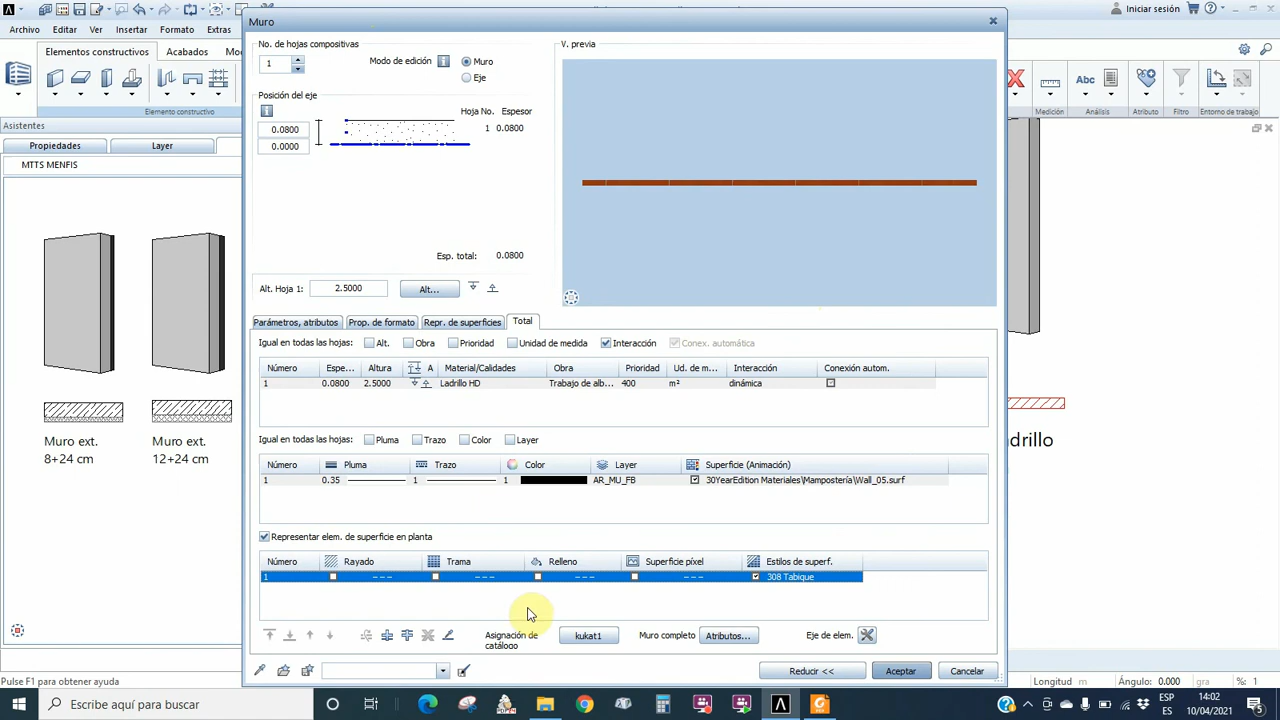 Muro
Iniciar sesión
Archivo Editar Ver Insertar Formato Extras
Elementos constructivos Acabados
Elemento constructivo
Abc
Medición Análisis Atributo Filtro Entorno de trabajo
Asistentes
Propiedades Layer
MTTS MENFIS
Muro ext.
8+24 cm
Muro ext.
12+24 cm
No. de hojas compositivas
1
Modo de edición Muro
Eje
Posición del eje
0.0800
0.0000
Hoja No. Espesor
1 0.0800
Esp. total: 0.0800
Alt. Hoja 1: 2.5000 Alt...
V. previa
Parámetros, atributos Prop. de formato Repr. de superficies Total
Igual en todas las hojas: Alt. Obra Prioridad Unidad de medida Interacción Conex. automática
Número Espe... Altura A Material/Calidades Obra Prioridad Ud. de m... Interacción Conexión autom.
1 0.0800 2.5000 Ladrillo HD Trabajo de alb... 400 m² dinámica
Igual en todas las hojas: Pluma Trazo Color Layer
Número Pluma Trazo Color Layer Superficie (Animación)
1 0.35 1 1 AR_MU_FB 30YearEdition Materiales\Mampostería\Wall_05.surf
Representar elem. de superficie en planta
Número Rayado Trama Relleno Superficie píxel Estilos de superf.
1 --- --- --- --- 308 Tabique
Asignación de
catálogo
kukat1 Muro completo Atributos... Eje de elem.
Reducir << Aceptar Cancelar
drillo
Pulse F1 para obtener ayuda
Longitud m Ángulo: 0.000 gra %: 1
Escribe aquí para buscar
ESP
ES
14:02
10/04/2021